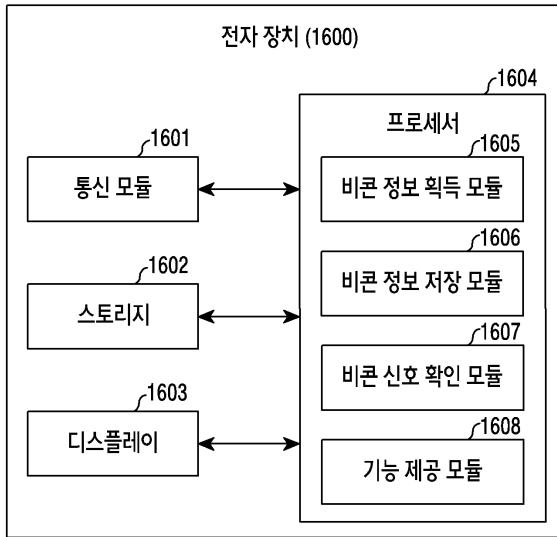 전자 장치 (1600)
1601
통신 모듈
1602
스토리지
1603
디스플레이
1604
프로세서
1605
비콘 정보 획득 모듈
1606
비콘 정보 저장 모듈
1607
비콘 신호 확인 모듈
1608
기능 제공 모듈